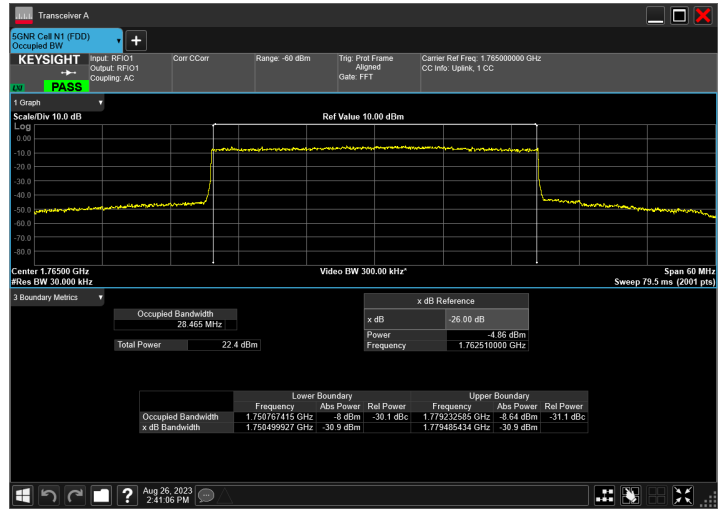 Transceiver A
5GNR Cell N1 (FDD)
Occupied BW
KEYSIGHT
Input: RFIO1
Output: RFIO1
Coupling: AC
Corr CCorr
Range: -60 dBm
Trig: Prot Frame
Aligned
Gate: FFT
Carrier Ref Freq: 1.765000000 GHz
CC Info: Uplink, 1 CC
LXI
PASS
1 Graph
Scale/Div 10.0 dB
Ref Value 10.00 dBm
Log
0.00
-10.0
-20.0
-30.0
-40.0
-50.0
-60.0
-70.0
-80.0
Center 1.76500 GHz
#Res BW 30.000 kHz
Video BW 300.00 kHz*
Span 60 MHz
Sweep 79.5 ms (2001 pts)
3 Boundary Metrics
Occupied Bandwidth
28.465 MHz
Total Power 22.4 dBm
x dB Reference
x dB -26.00 dB
Power -4.86 dBm
Frequency 1.762510000 GHz
Lower Boundary Upper Boundary
Frequency Abs Power Rel Power Frequency Abs Power Rel Power
Occupied Bandwidth 1.750767415 GHz -8 dBm -30.1 dBc 1.779232585 GHz -8.64 dBm -31.1 dBc
x dB Bandwidth 1.750499927 GHz -30.9 dBm 1.779485434 GHz -30.9 dBm
?
Aug 26, 2023
2:41:06 PM